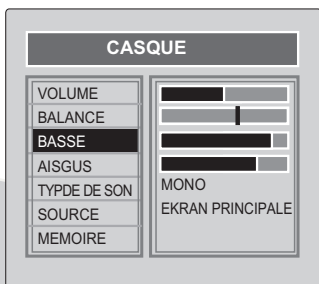 CASQUE
VOLUME
BALANCE
BASSE
AISGUS
TYPDE DE SON
MONO
SOURCE
EKRAN PRINCIPALE
MEMOIRE